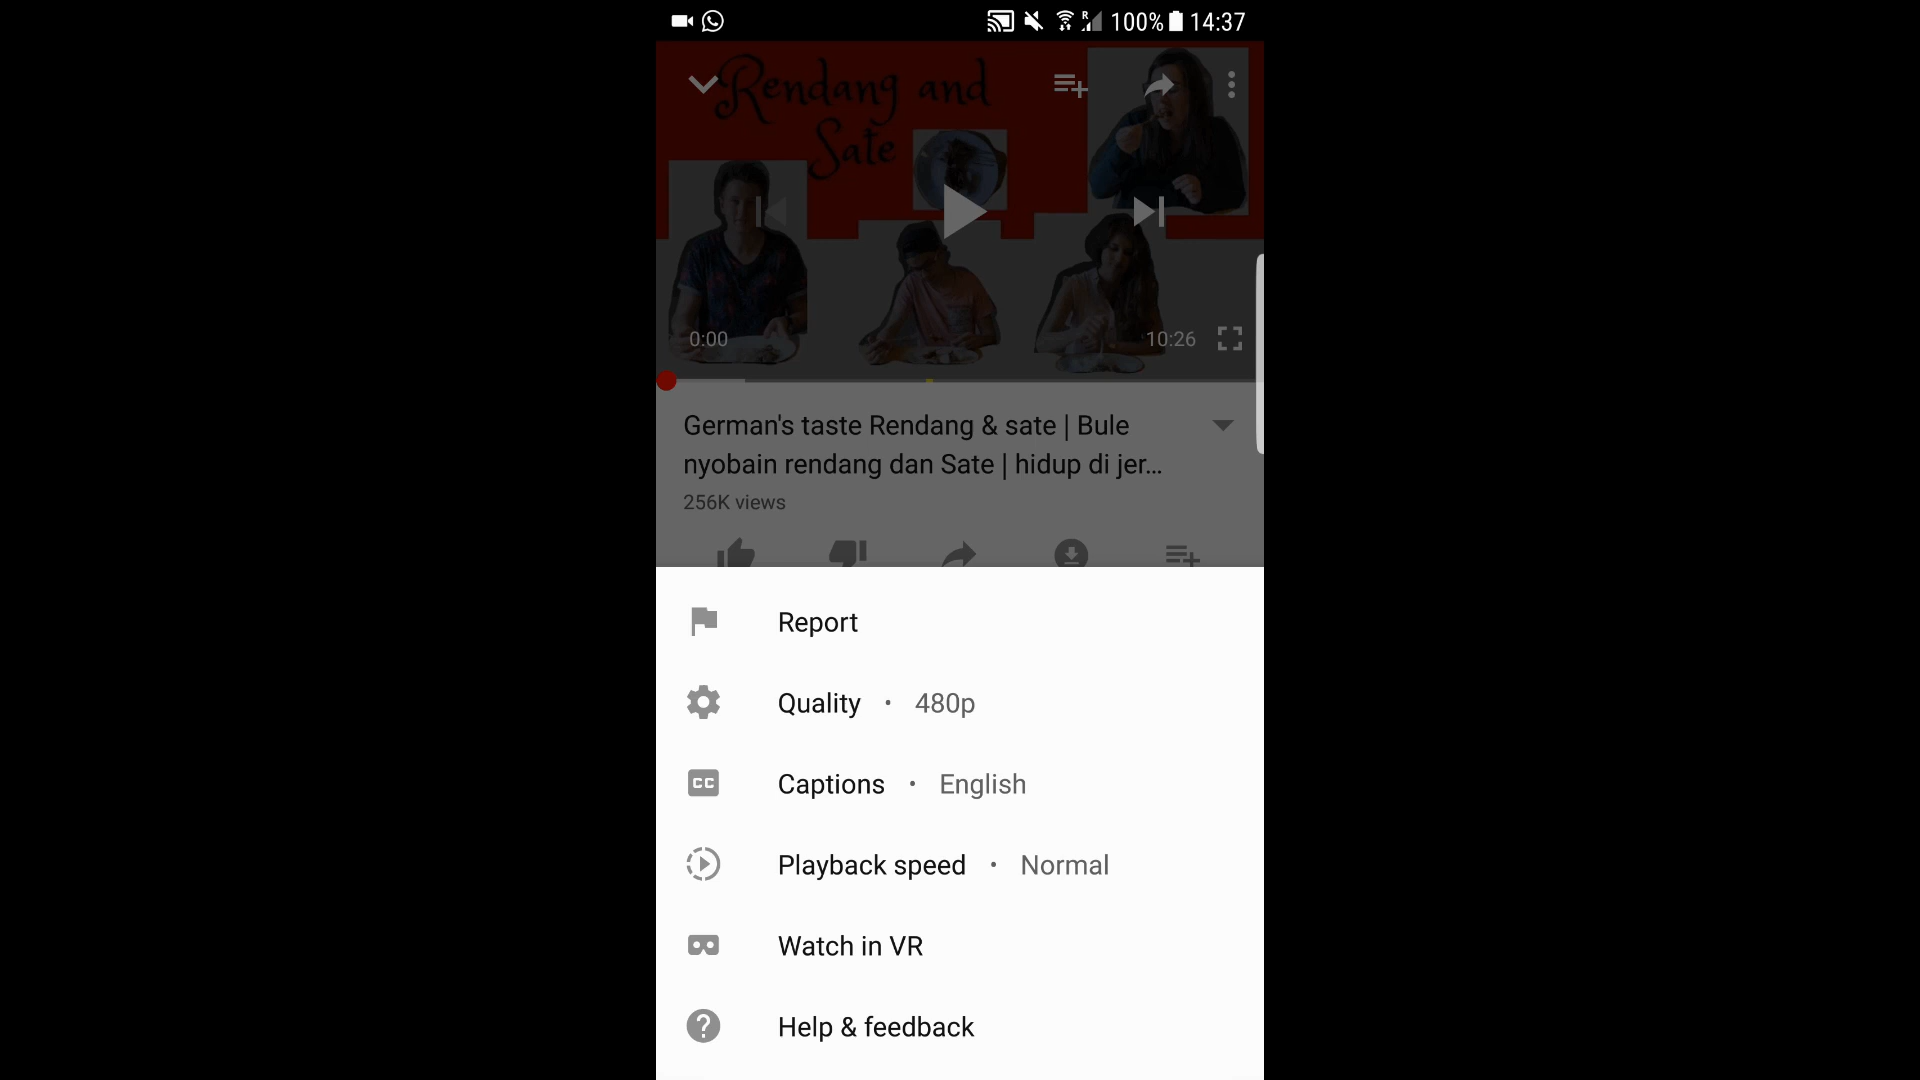 100% 14:37
Rendang and
Sate
0:00 10:26
German's taste Rendang & sate | Bule
nyobain rendang dan Sate | hidup di jer...
256K views
Report
Quality • 480p
CC Captions • English
Playback speed • Normal
Watch in VR
? Help & feedback